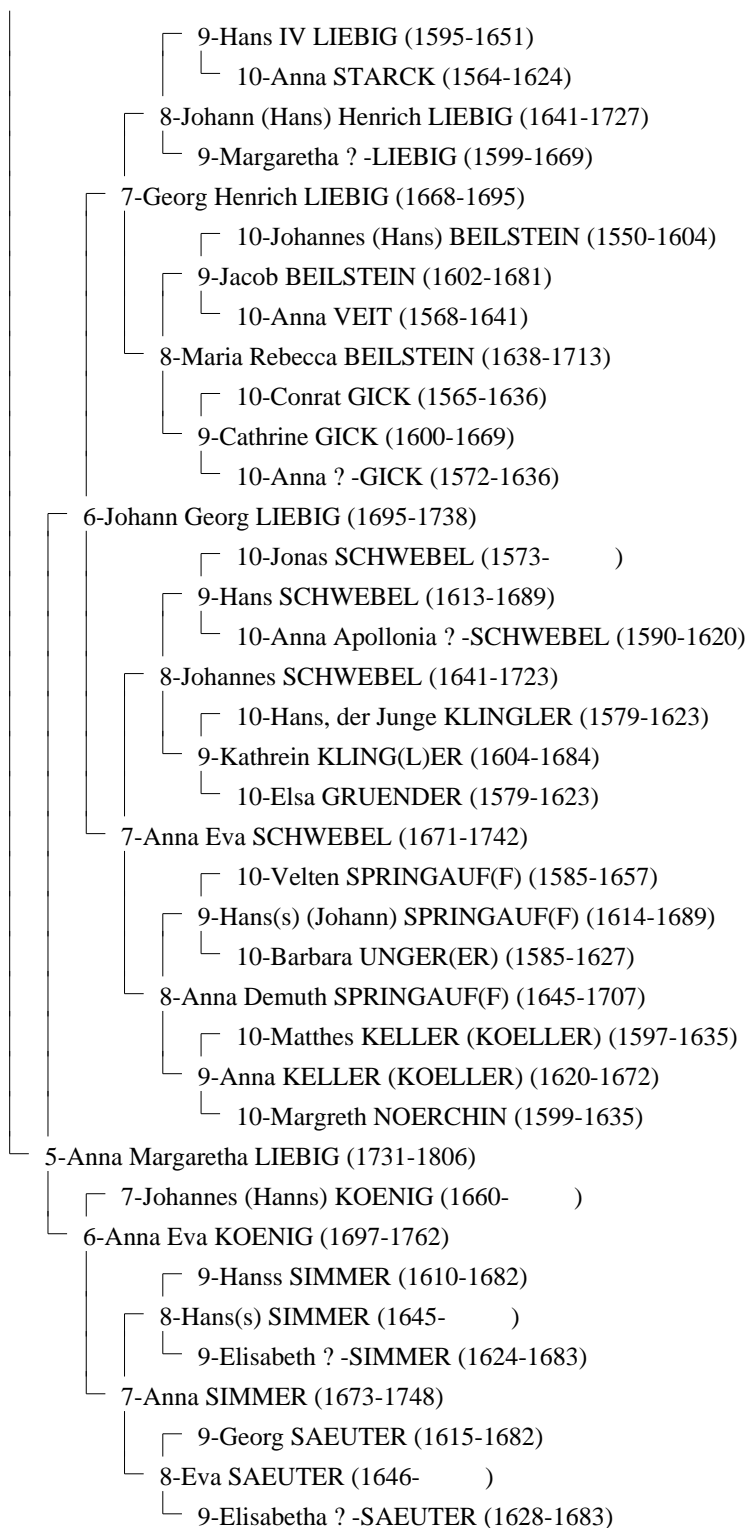 9-Hans IV LIEBIG (1595-1651)
10-Anna STARCK (1564-1624)
8-Johann (Hans) Henrich LIEBIG (1641-1727)
9-Margaretha ? -LIEBIG (1599-1669)
7-Georg Henrich LIEBIG (1668-1695)
10-Johannes (Hans) BEILSTEIN (1550-1604)
9-Jacob BEILSTEIN (1602-1681)
10-Anna VEIT (1568-1641)
8-Maria Rebecca BEILSTEIN (1638-1713)
10-Conrat GICK (1565-1636)
9-Cathrine GICK (1600-1669)
10-Anna ? -GICK (1572-1636)
6-Johann Georg LIEBIG (1695-1738)
10-Jonas SCHWEBEL (1573- )
9-Hans SCHWEBEL (1613-1689)
10-Anna Apollonia ? -SCHWEBEL (1590-1620)
8-Johannes SCHWEBEL (1641-1723)
10-Hans, der Junge KLINGLER (1579-1623)
9-Kathrein KLING(L)ER (1604-1684)
10-Elsa GRUENDER (1579-1623)
7-Anna Eva SCHWEBEL (1671-1742)
10-Velten SPRINGAUF(F) (1585-1657)
9-Hans(s) (Johann) SPRINGAUF(F) (1614-1689)
10-Barbara UNGER(ER) (1585-1627)
8-Anna Demuth SPRINGAUF(F) (1645-1707)
10-Matthes KELLER (KOELLER) (1597-1635)
9-Anna KELLER (KOELLER) (1620-1672)
10-Margreth NOERCHIN (1599-1635)
5-Anna Margaretha LIEBIG (1731-1806)
7-Johannes (Hanns) KOENIG (1660- )
6-Anna Eva KOENIG (1697-1762)
9-Hanss SIMMER (1610-1682)
8-Hans(s) SIMMER (1645- )
9-Elisabeth ? -SIMMER (1624-1683)
7-Anna SIMMER (1673-1748)
9-Georg SAEUTER (1615-1682)
8-Eva SAEUTER (1646- )
9-Elisabetha ? -SAEUTER (1628-1683)